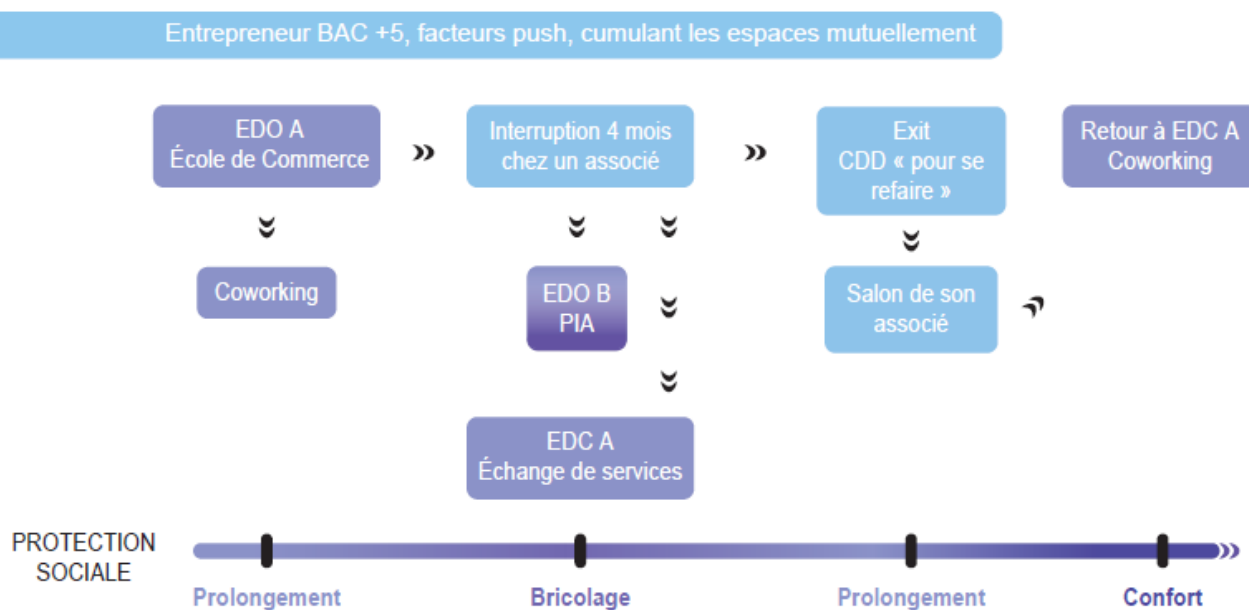 Entrepreneur BAC +5, facteurs push, cumulant les espaces mutuellement
EDO A
École de Commerce
Interruption 4 mois
chez un associé
Exit
CDD « pour se
refaire »
Retour à EDC A
Coworking
Coworking
EDO B
PIA
Salon de son
associé
EDC A
Échange de services
PROTECTION
SOCIALE
Prolongement
Bricolage
Prolongement
Confort